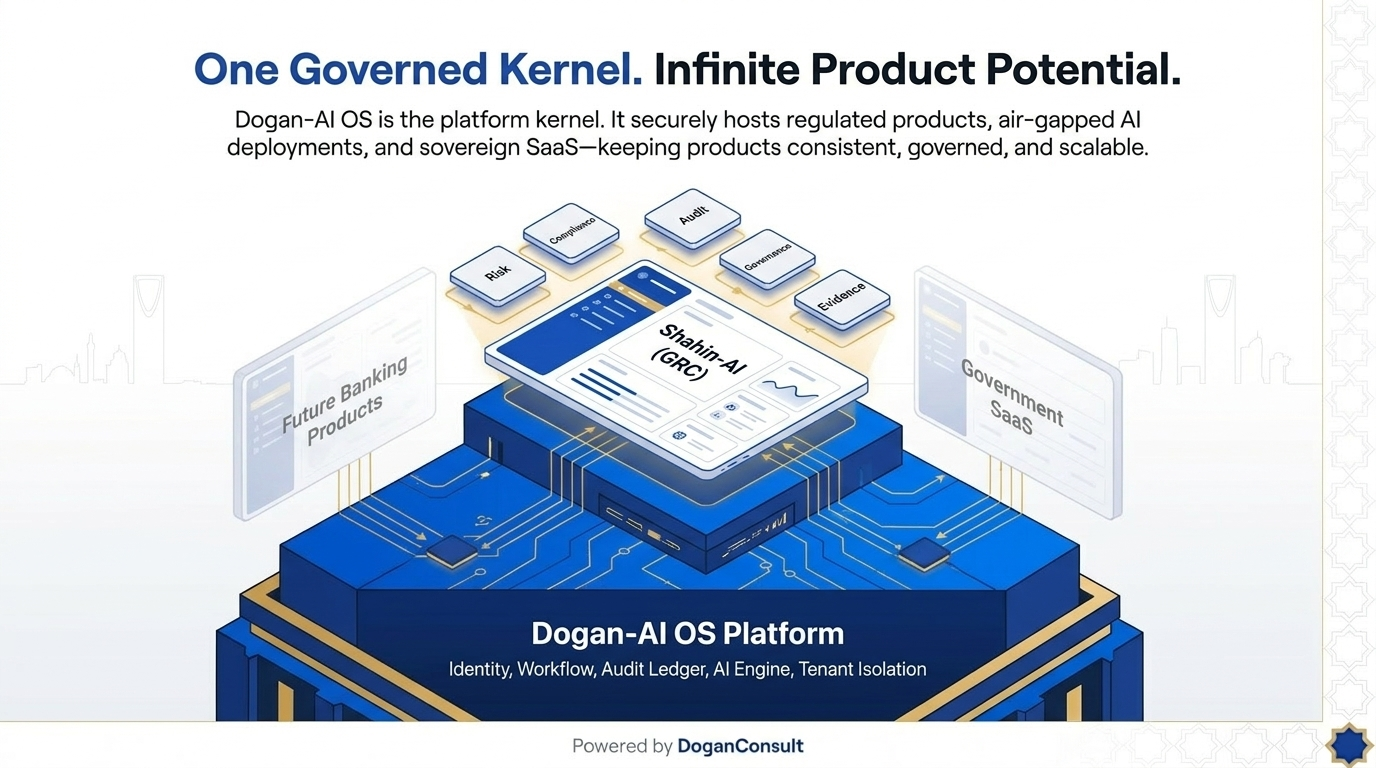 One Governed Kernel. Infinite Product Potential.
Dogan-AI OS is the platform kernel. It securely hosts regulated products, air-gapped AI
deployments, and sovereign SaaS—keeping products consistent, governed, and scalable.
Risk
Compliance
Audit
Governance
Evidence
Shahin-AI
(GRC)
Future Banking
Products
Government
SaaS
Dogan-AI OS Platform
Identity, Workflow, Audit Ledger, AI Engine, Tenant Isolation
Powered by DoganConsult